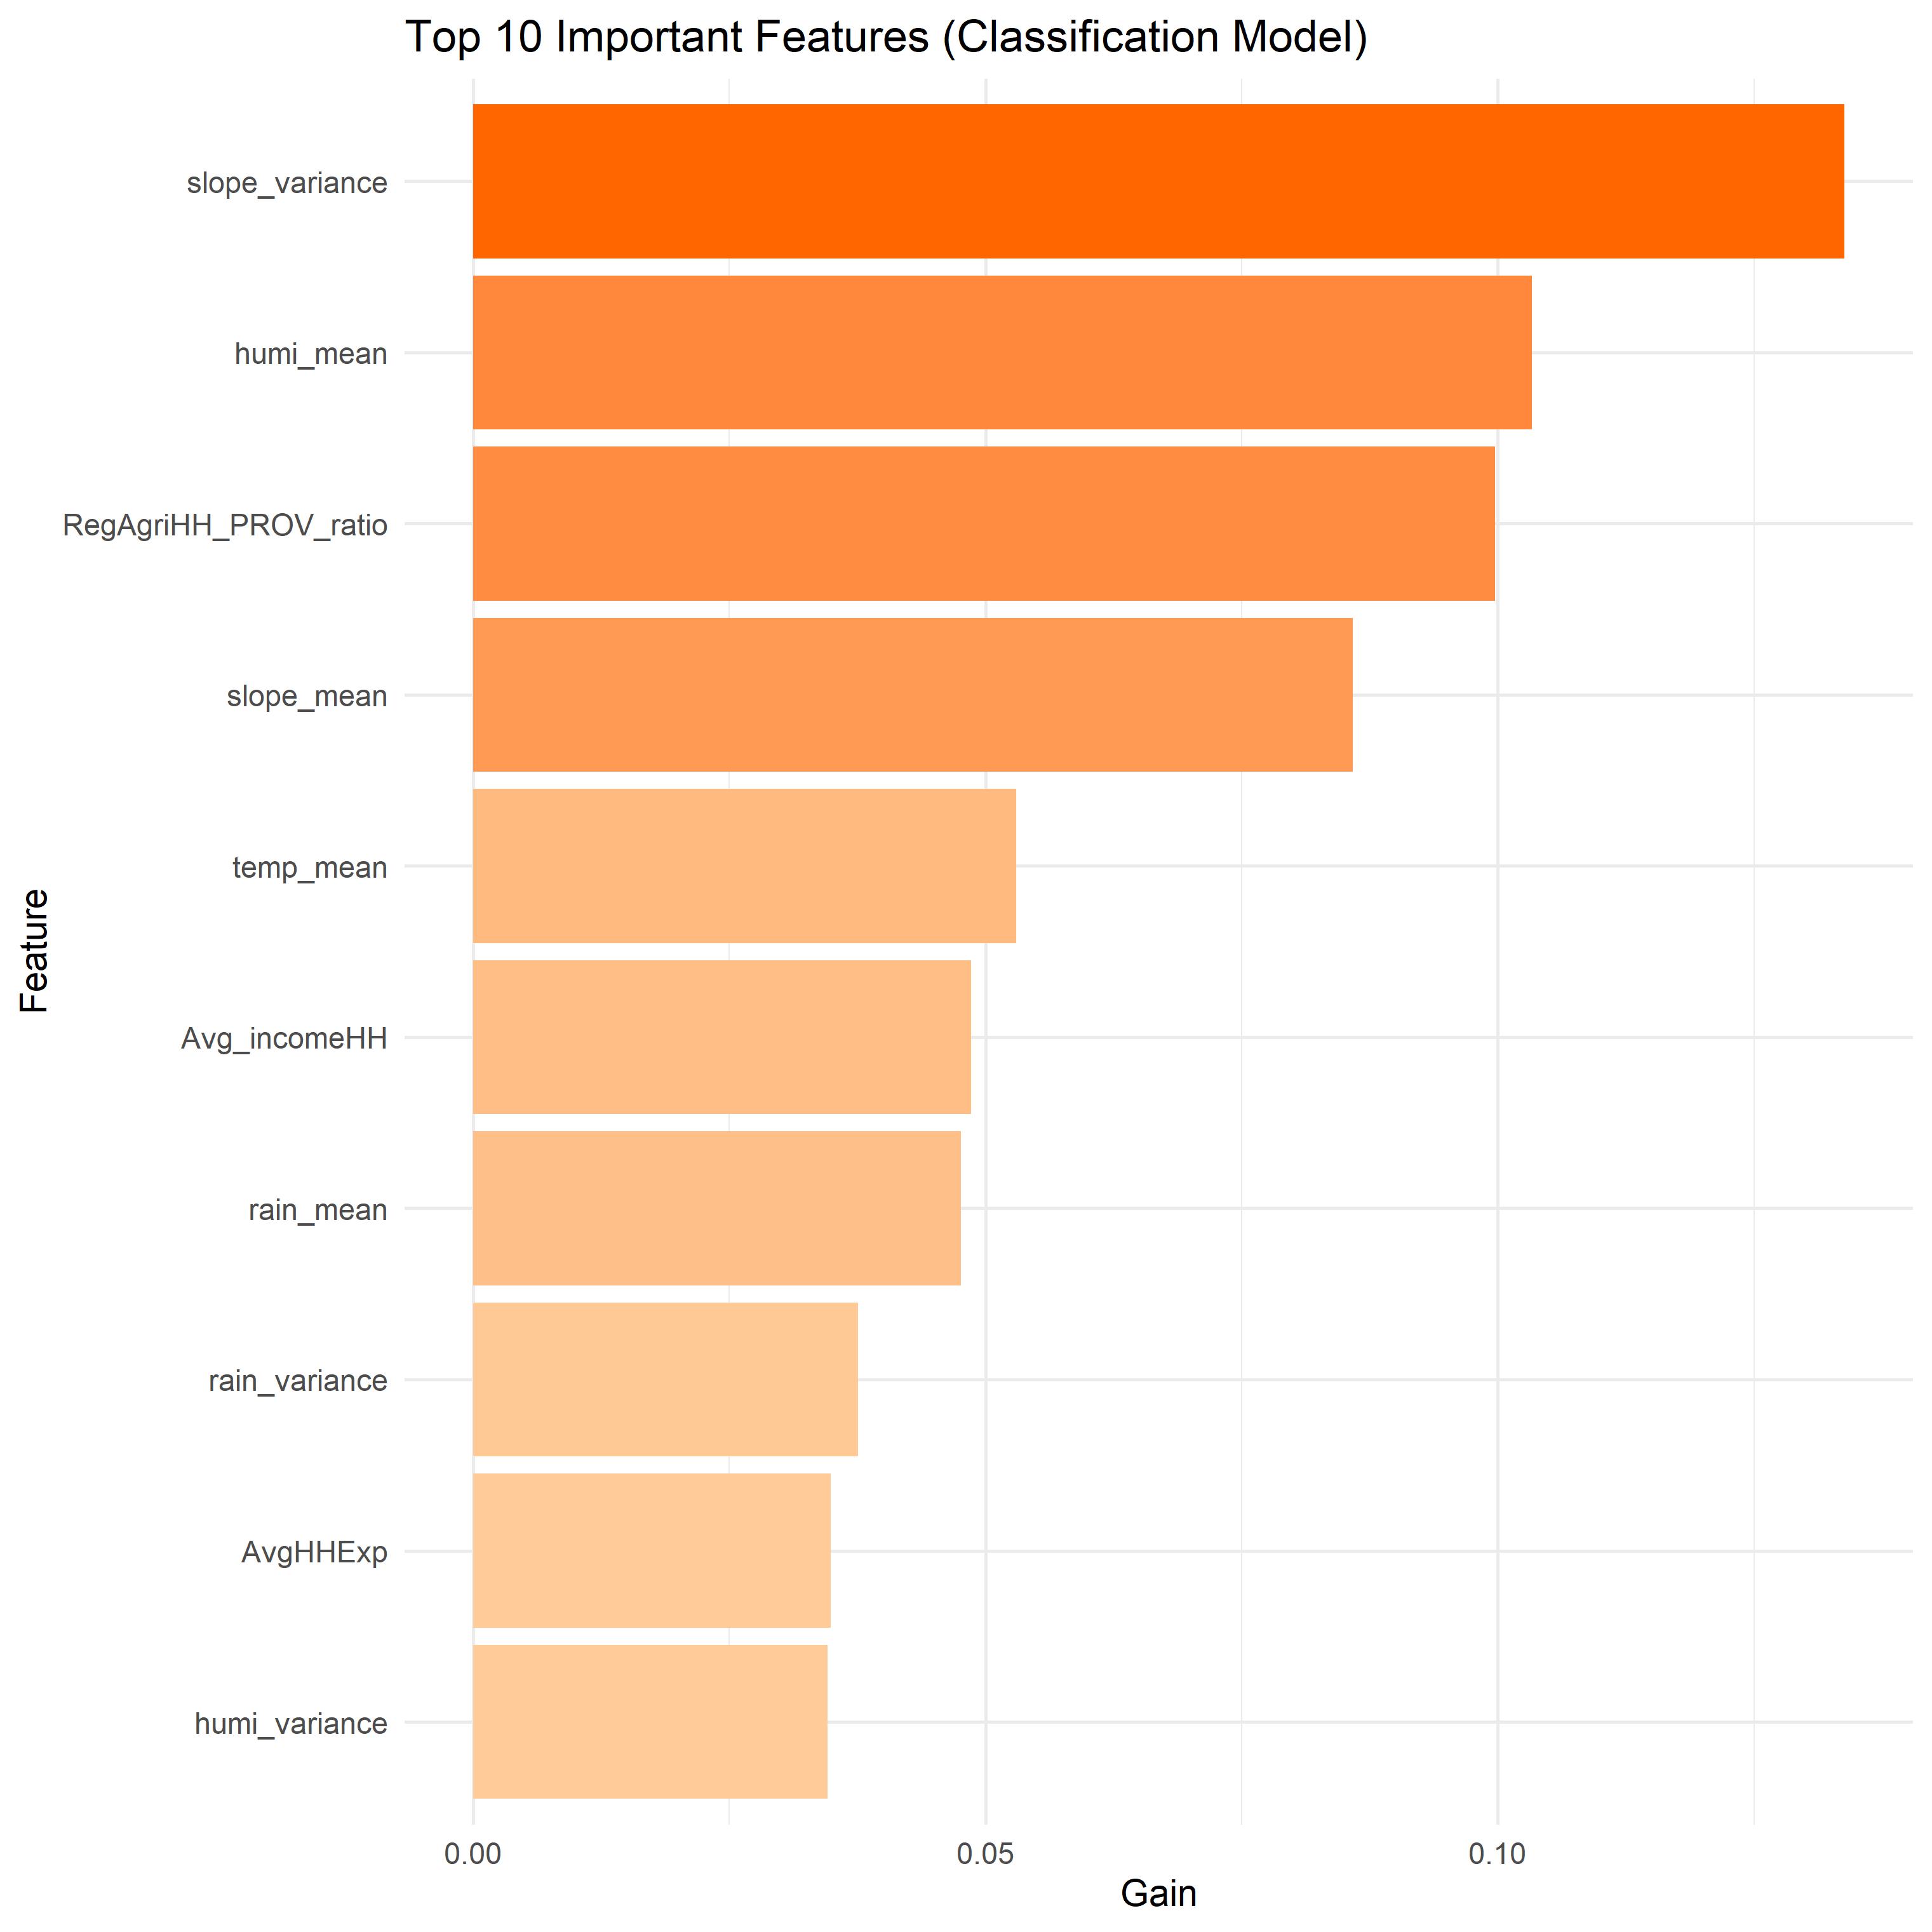 Top 10 Important Features (Classification Model)
slope_variance
humi_mean
RegAgriHH_PROV_ratio
slope_mean
temp_mean
Avg_incomeHH
rain_mean
rain_variance
AvgHHExp
humi_variance
Feature
0.00 0.05 0.10
Gain